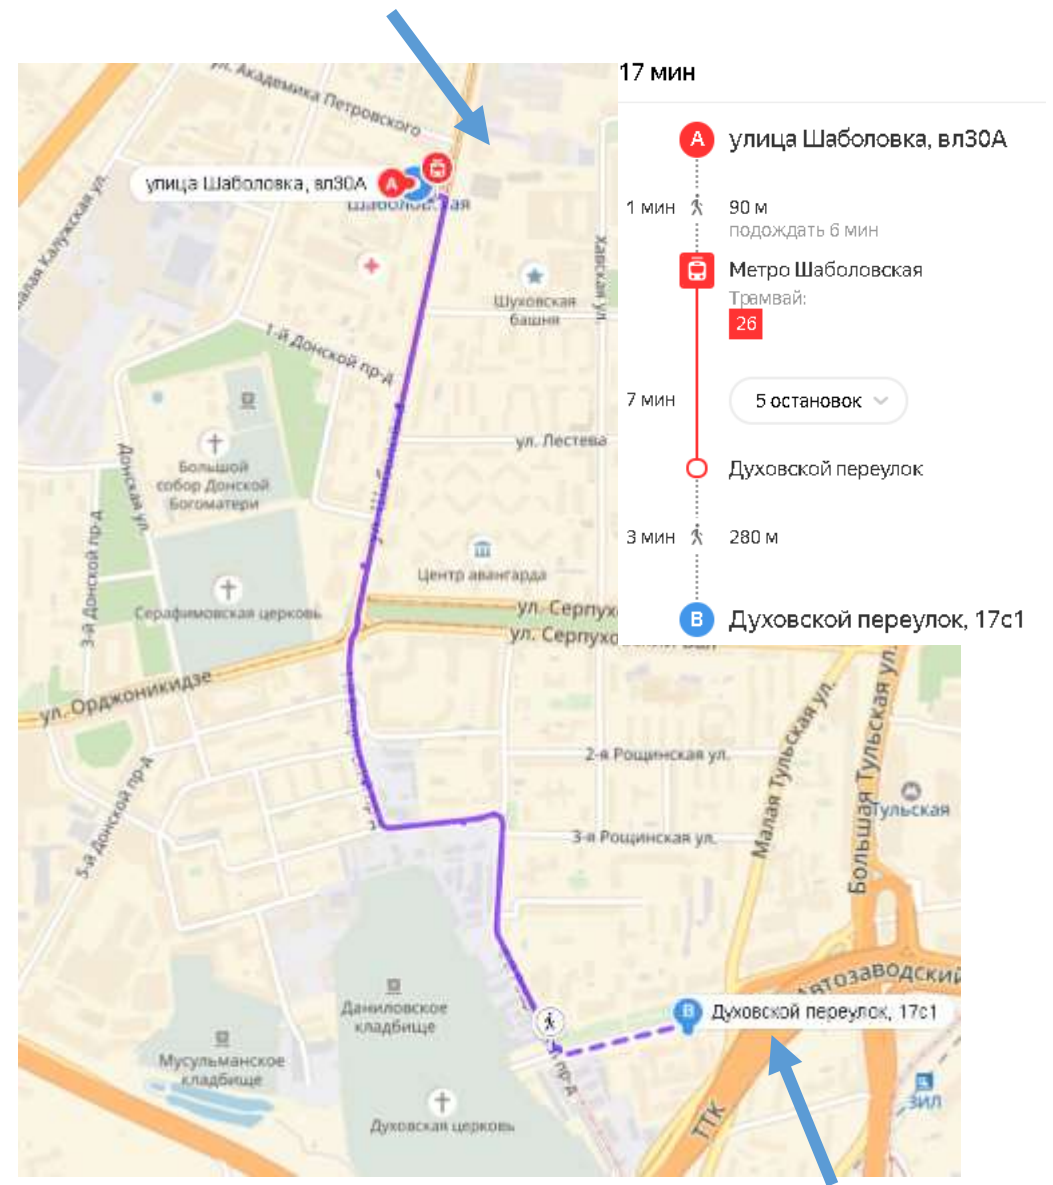 17 мин
A
улица Шаболовка, вл30А
1 мин
90 м
подождать 6 мин
Метро Шаболовская
Трамвай:
26
7 мин
5 остановок
Духовской переулок
3 мин
280 м
B
Духовской переулок, 17с1
ул. Академика Петровского
улица Шаболовка, вл30А
A
Шаболовская
Малая Калужская ул.
Хавская ул.
Шуховская
башня
1-й Донской пр-д
ул. Лестева
Большой
собор Донской
Богоматери
Донская ул.
3-й Донской пр-д
Центр авангарда
Серафимовская церковь
ул. Серпухо
ул. Серпухо
ул. Орджоникидзе
2-я Рощинская ул.
Малая Тульская ул.
Большая Тульская ул.
Тульская
5-й Донской пр-д
3-я Рощинская ул.
Автозаводский
Даниловское
кладбище
B
Духовской переулок, 17с1
Мусульманское
кладбище
пр-д
ЗИЛ
Духовская церковь
ТТК